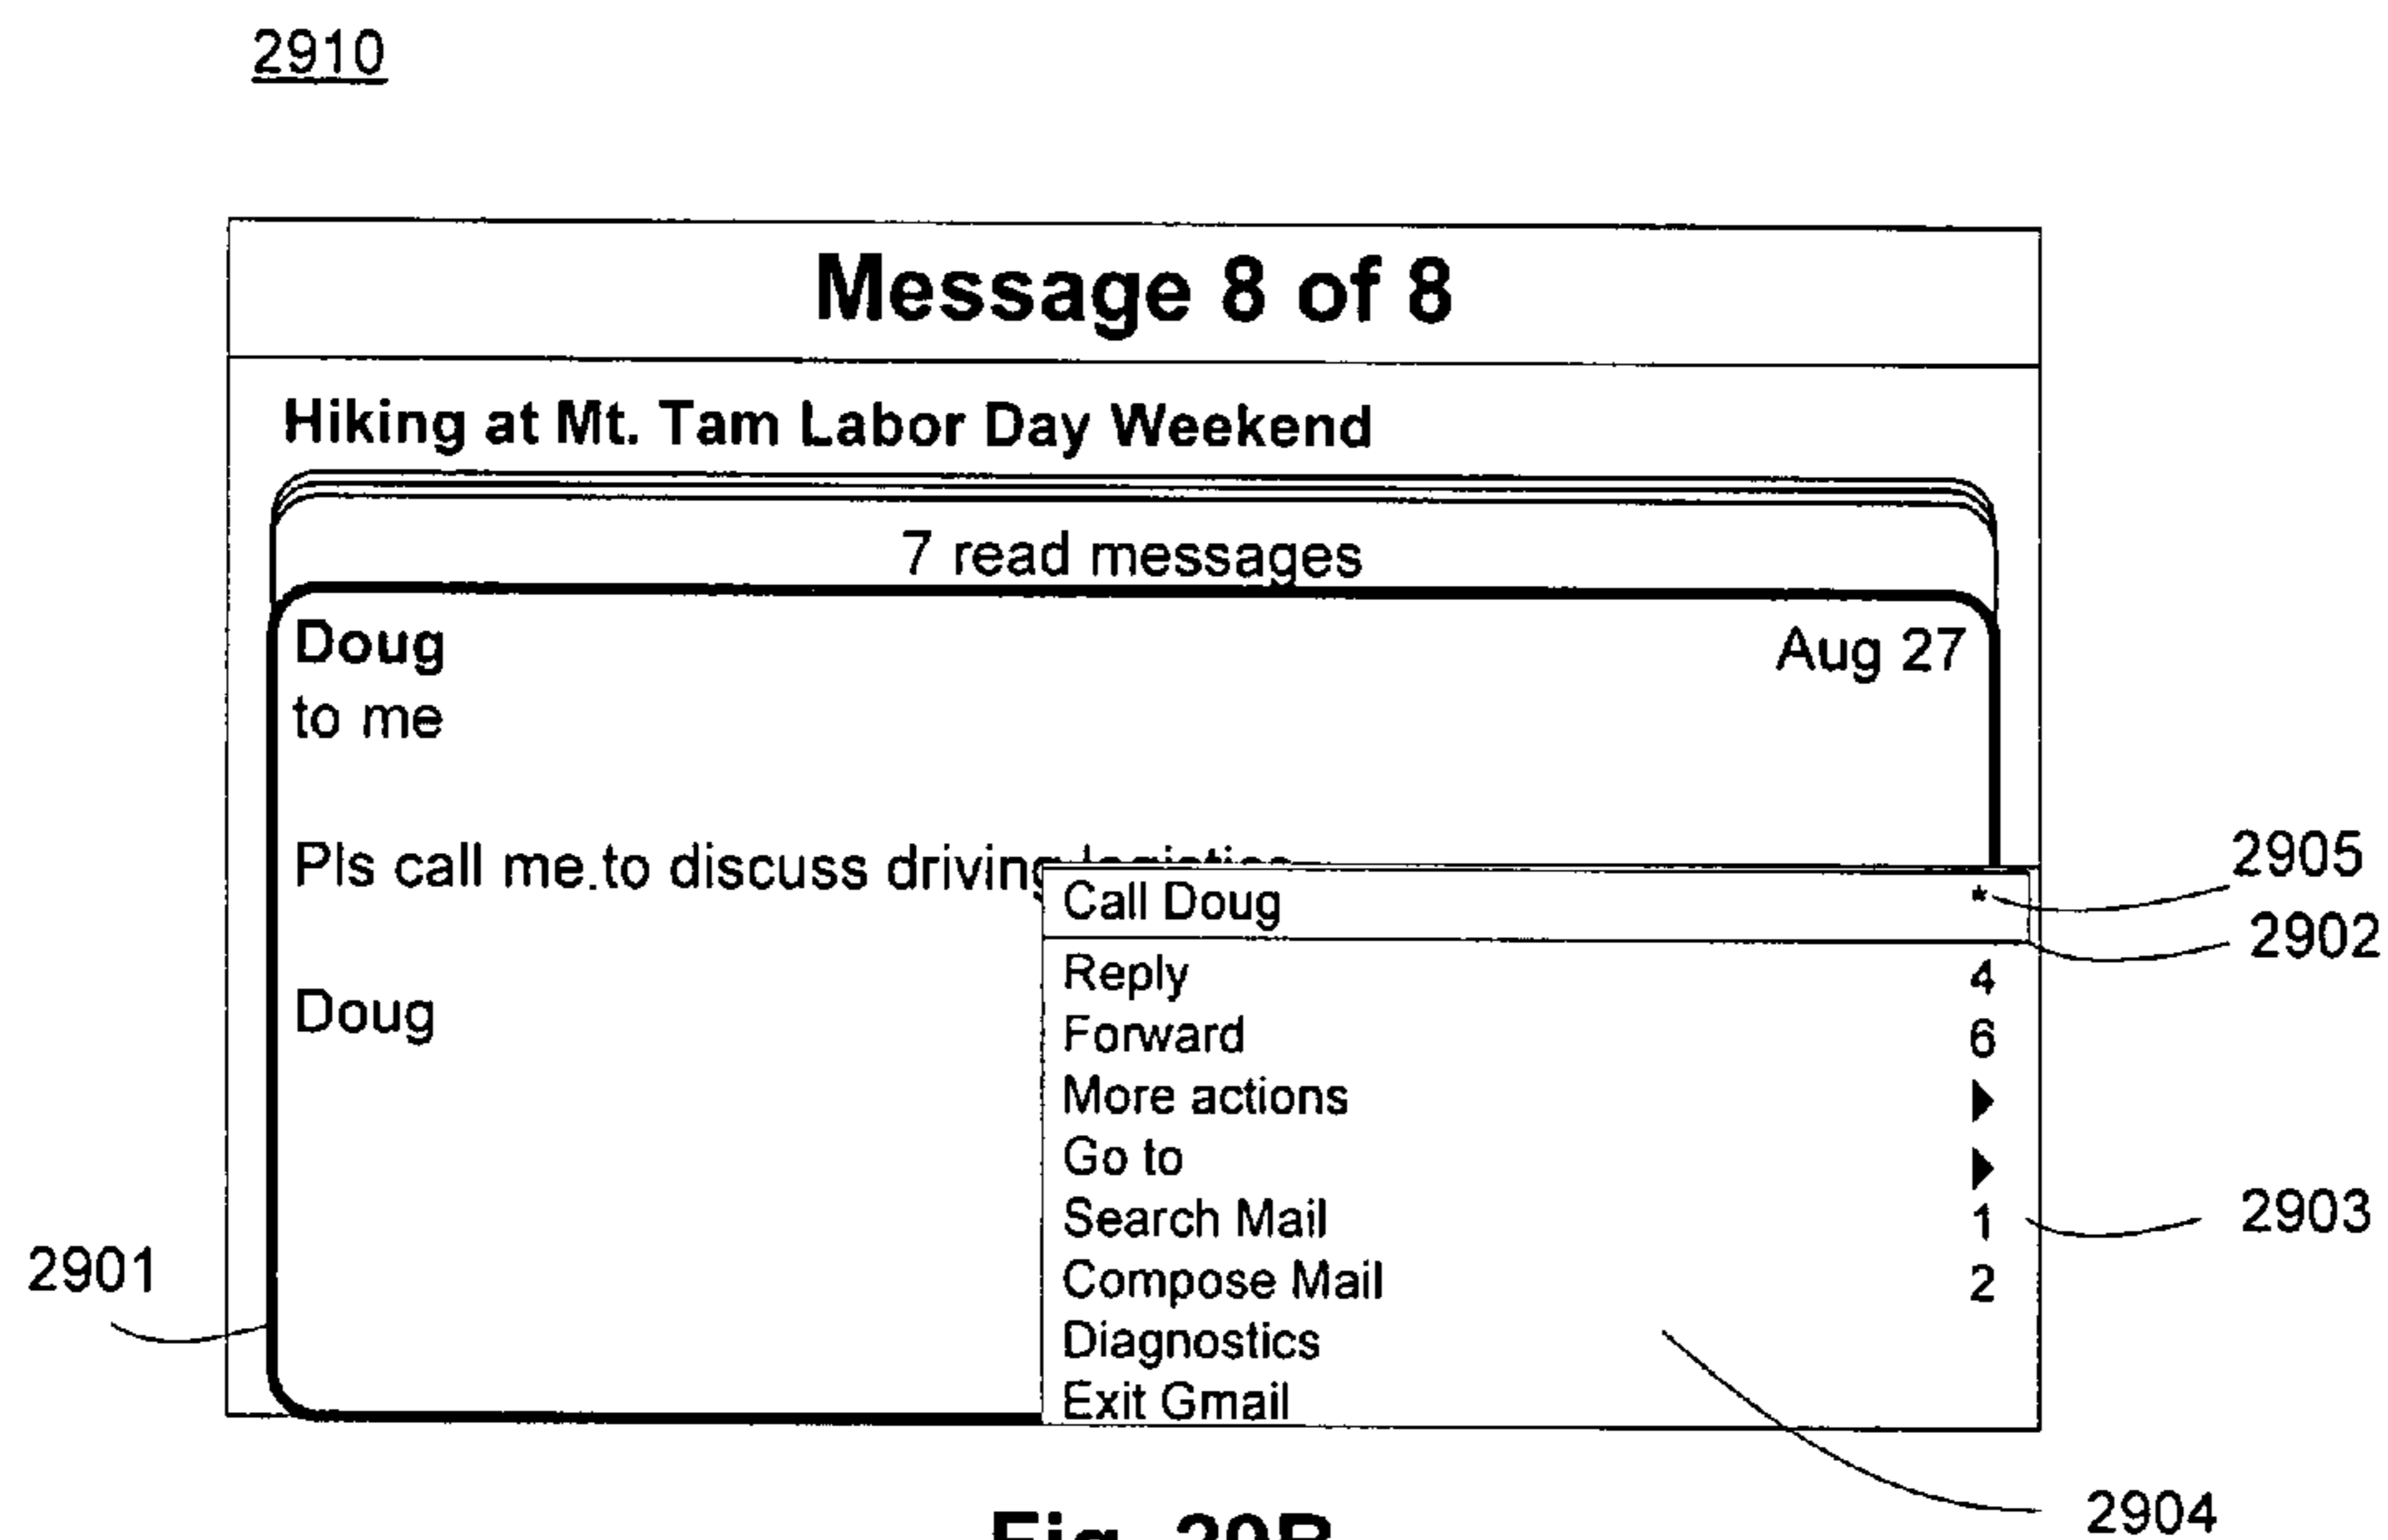 2910
Message 8 of 8
Hiking at Mt. Tam Labor Day Weekend
7 read messages
Doug Aug 27
to me
Pls call me.to discuss driving
Call Doug *
2905
2902
Reply 4
Doug
Forward 6
More actions ▶
Go to ▶
Search Mail 1
2903
2901
Compose Mail 2
Diagnostics
Exit Gmail
2904
Fig. 29B